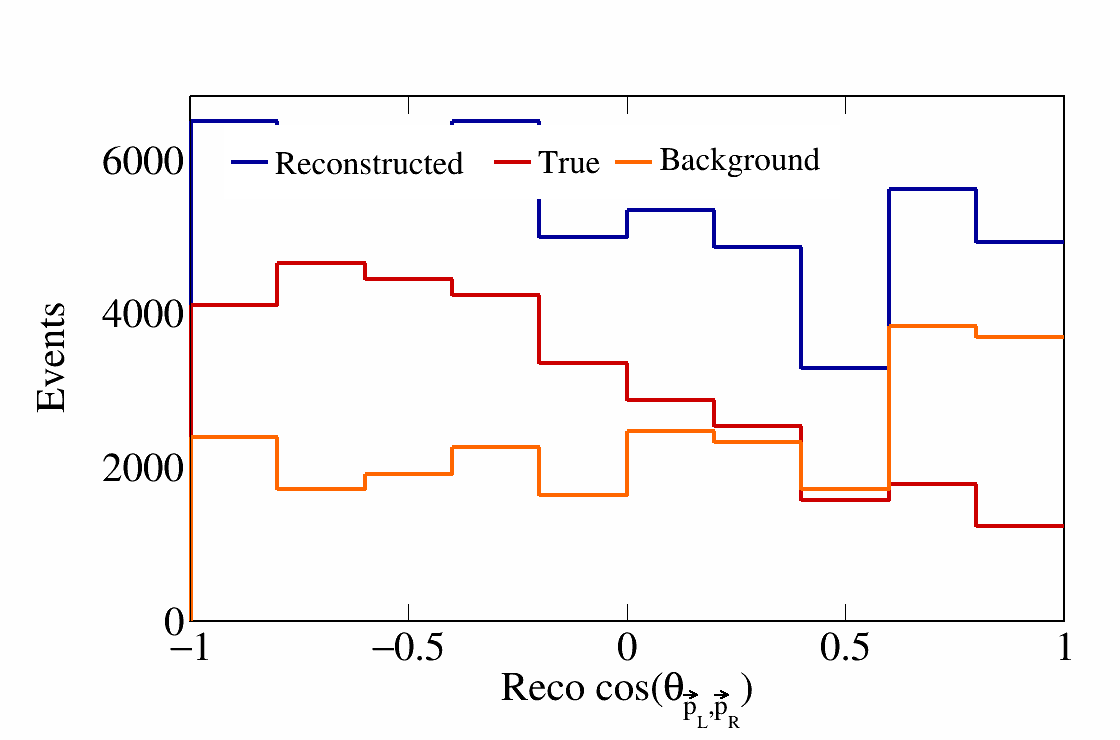 Reconstructed True Background
6000
4000
2000
0
Events
−1 −0.5 0 0.5 1
Reco cos(θp⃗L,p⃗R)